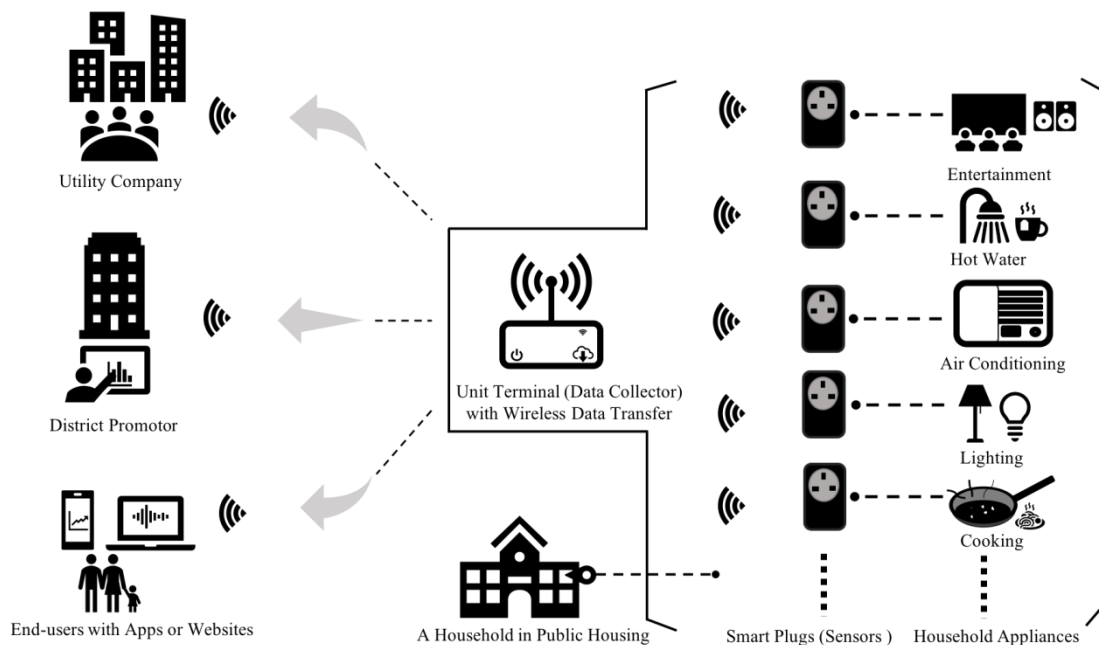 Utility Company
District Promotor
End-users with Apps or Websites
Unit Terminal (Data Collector)
with Wireless Data Transfer
A Household in Public Housing
Entertainment
Hot Water
Air Conditioning
Lighting
Cooking
Smart Plugs (Sensors )
Household Appliances